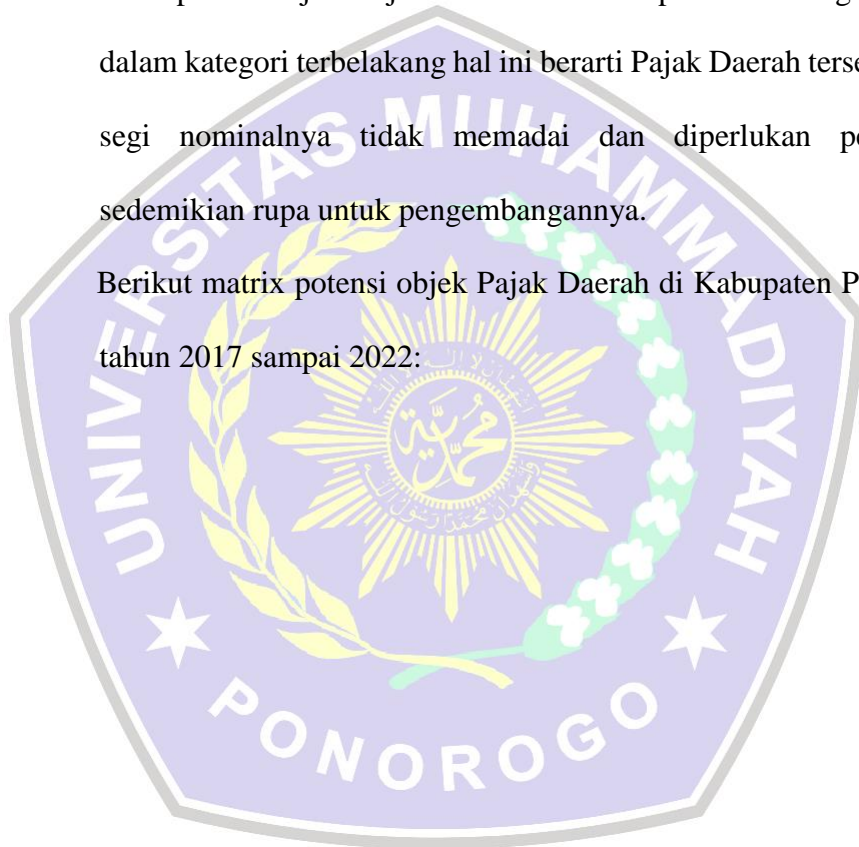 dalam kategori terbelakang hal ini berarti Pajak Daerah
segi nominalnya tidak memadai dan diperlukan
sedemikian rupa untuk pengembangannya.
Berikut matrix potensi objek Pajak Daerah di Kabupaten
tahun 2017 sampai 2022:
UNIVERSITAS MUHAMMADIYAH
محمدية
PONOROGO